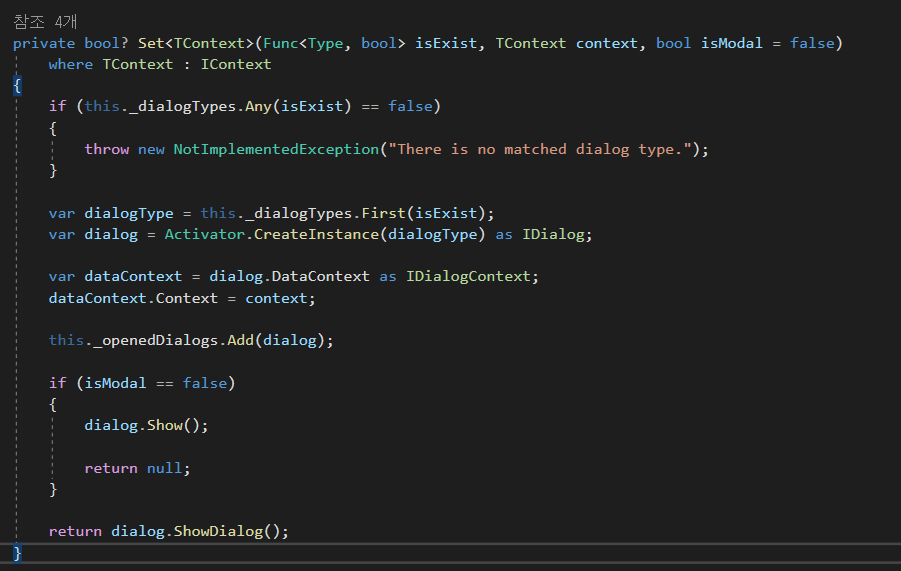 참조 4개
private bool? Set<TContext>(Func<Type, bool> isExist, TContext context, bool isModal = false)
    where TContext : IContext
{
    if (this._dialogTypes.Any(isExist) == false)
    {
        throw new NotImplementedException("There is no matched dialog type.");
    }
    var dialogType = this._dialogTypes.First(isExist);
    var dialog = Activator.CreateInstance(dialogType) as IDialog;
    var dataContext = dialog.DataContext as IDialogContext;
    dataContext.Context = context;
    this._openedDialogs.Add(dialog);
    if (isModal == false)
    {
        dialog.Show();
        return null;
    }
    return dialog.ShowDialog();
}